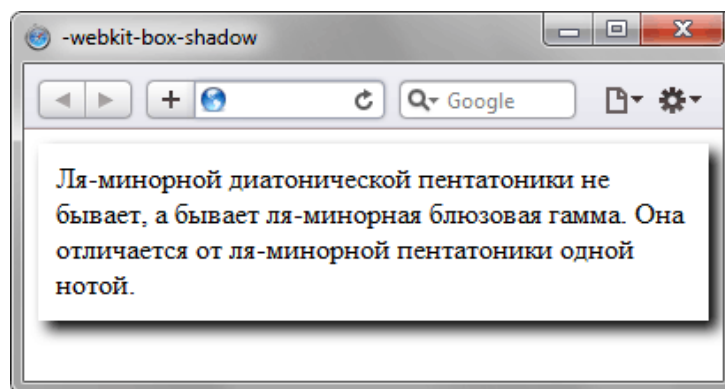 -webkit-box-shadow
Google
Ля-минорной диатонической пентатоники не
бывает, а бывает ля-минорная блюзовая гамма. Она
отличается от ля-минорной пентатоники одной
нотой.